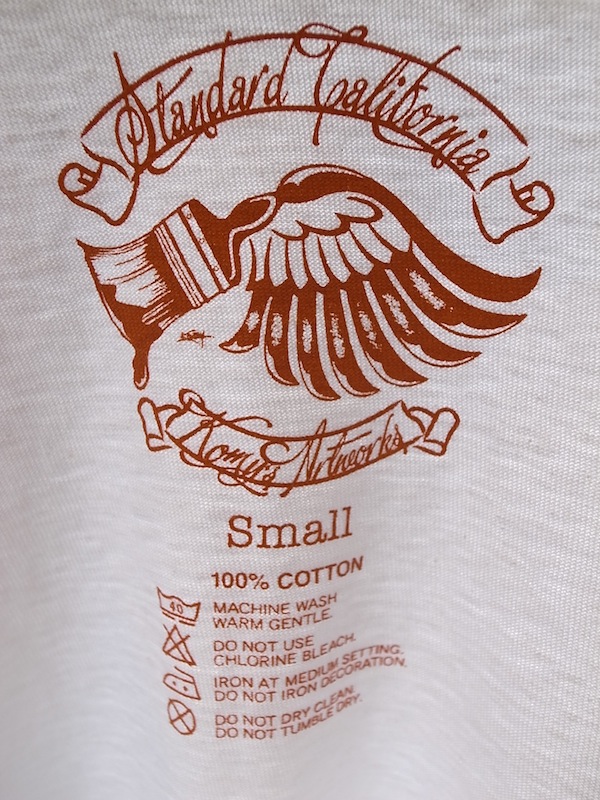 Standard California
Komy's Artworks
Small
100% COTTON
40
MACHINE WASH
WARM GENTLE.
DO NOT USE
CHLORINE BLEACH.
IRON AT MEDIUM SETTING.
DO NOT IRON DECORATION.
DO NOT DRY CLEAN.
DO NOT TUMBLE DRY.